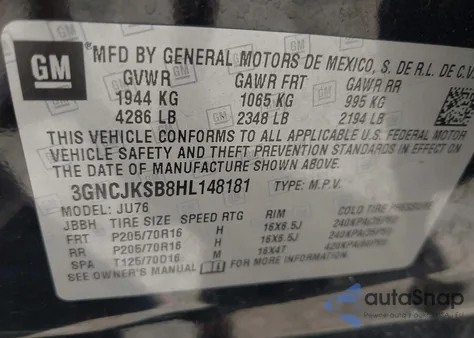 GM
MFD BY GENERAL MOTORS DE MEXICO, S. DE R.L. DE C.V.
GVWR GAWR FRT GAWR RR
1944 KG 1065 KG 995 KG
4286 LB 2348 LB 2194 LB
THIS VEHICLE CONFORMS TO ALL APPLICABLE U.S. FEDERAL MOTOR
VEHICLE SAFETY AND THEFT PREVENTION STANDARDS IN EFFECT ON
THE DATE OF MANUFACTURE SHOWN ABOVE.
3GNCJKSB8HL148181 TYPE: M.P.V.
MODEL: JU76
JBBH TIRE SIZE SPEED RTG RIM COLD TIRE PRESSURE
FRT P205/70R16 H 16X6.5J
RR P205/70R16 H 16X6.5J
SPA T125/70D16 M 16X4T
SEE OWNER'S MANUAL FOR MORE INFORMATION
autoSnap